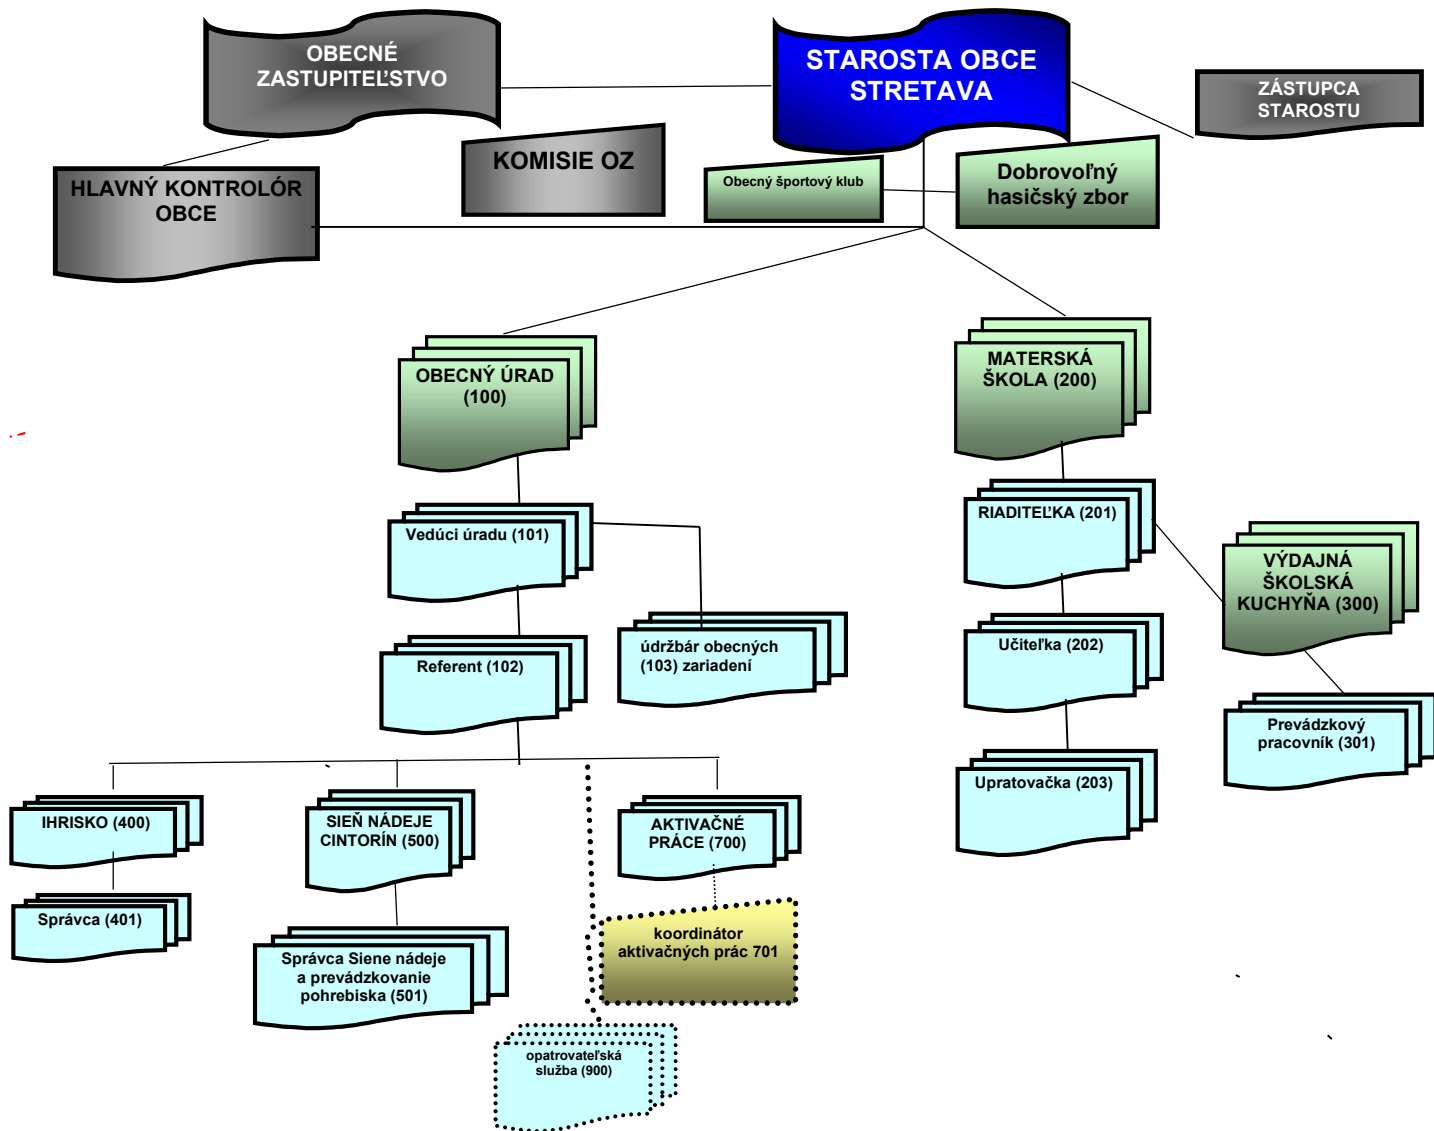 OBECNÉ
ZASTUPITEĽSTVO
STAROSTA OBCE
STRETAVA
ZÁSTUPCA
STAROSTU
KOMISIE OZ
Obecný športový klub
Dobrovoľný
hasičský zbor
HLAVNÝ KONTROLÓR
OBCE
OBECNÝ ÚRAD
(100)
MATERSKÁ
ŠKOLA (200)
Vedúci úradu (101)
RIADITEĽKA (201)
VÝDAJNÁ
ŠKOLSKÁ
KUCHYŇA (300)
Referent (102)
údržbár obecných
(103) zariadení
Učiteľka (202)
Prevádzkový
pracovník (301)
Upratovačka (203)
IHRISKO (400)
SIEŇ NÁDEJE
CINTORÍN (500)
AKTIVAČNÉ
PRÁCE (700)
Správca (401)
Správca Siene nádeje
a prevádzkovanie
pohrebiska (501)
koordinátor
aktivačných prác 701
opatrovateľská
služba (900)